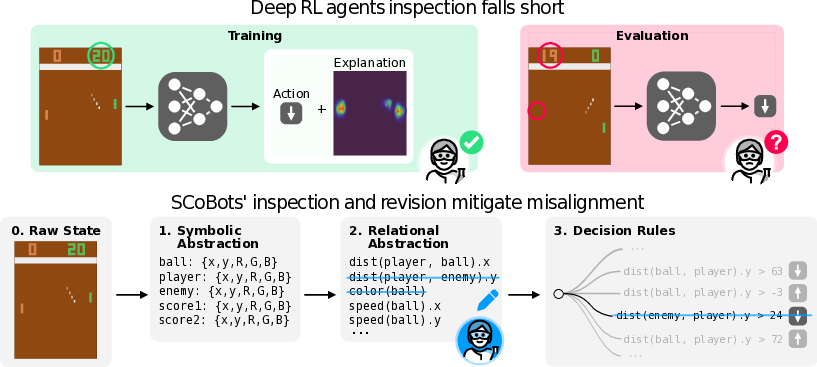 Deep RL agents inspection falls short
Training
Evaluation
0 20
Explanation
Action
+
19 0
?
SCoBots' inspection and revision mitigate misalignment
0. Raw State
0 20
1. Symbolic
Abstraction
ball: {x,y,R,G,B}
player: {x,y,R,G,B}
enemy: {x,y,R,G,B}
score1: {x,y,R,G,B}
score2: {x,y,R,G,B}
2. Relational
Abstraction
dist(player, ball).x
dist(player, enemy).y
color(ball)
speed(ball).x
speed(ball).y
...
3. Decision Rules
...
dist(ball, player).y > 63
dist(ball, player).y > -3
dist(enemy, player).y > 24
dist(ball, player).y > 72
...